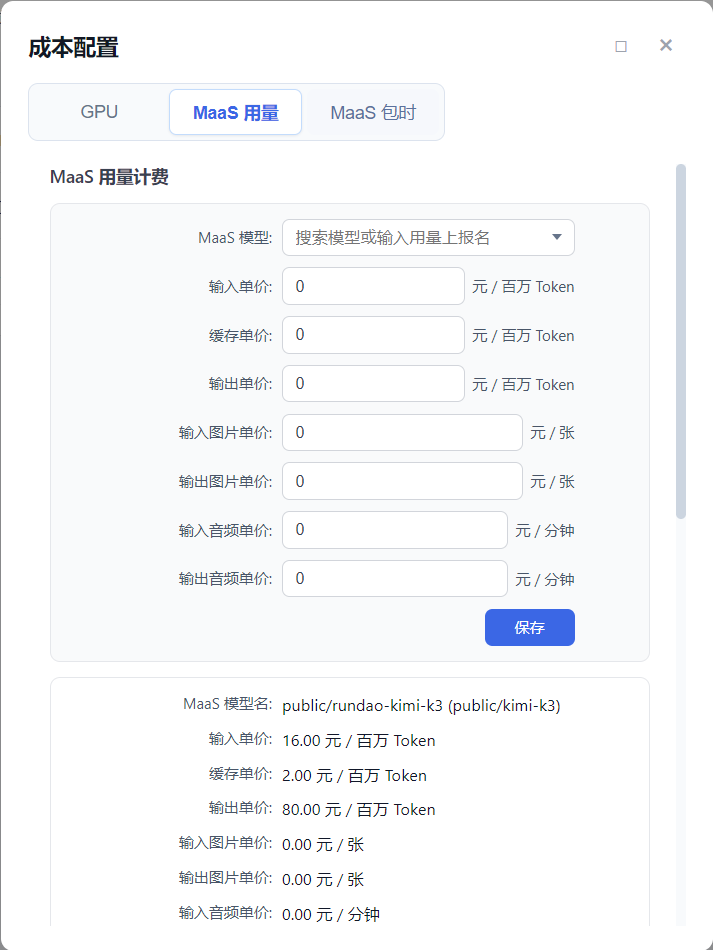 成本配置
GPU MaaS 用量 MaaS 包时
MaaS 用量计费
MaaS 模型: 搜索模型或输入用量上报名
输入单价: 0 元 / 百万 Token
缓存单价: 0 元 / 百万 Token
输出单价: 0 元 / 百万 Token
输入图片单价: 0 元 / 张
输出图片单价: 0 元 / 张
输入音频单价: 0 元 / 分钟
输出音频单价: 0 元 / 分钟
保存
MaaS 模型名: public/rundao-kimi-k3 (public/kimi-k3)
输入单价: 16.00 元 / 百万 Token
缓存单价: 2.00 元 / 百万 Token
输出单价: 80.00 元 / 百万 Token
输入图片单价: 0.00 元 / 张
输出图片单价: 0.00 元 / 张
输入音频单价: 0.00 元 / 分钟